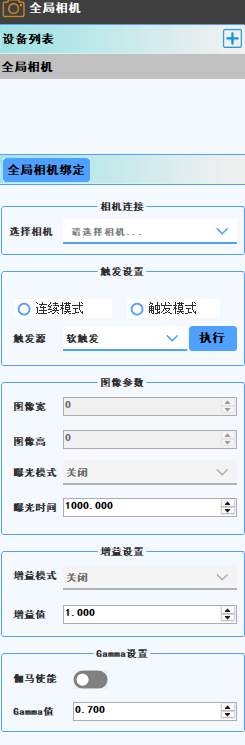 全局相机
设备列表
全局相机
全局相机绑定
相机连接
选择相机 请选择相机...
触发设置
连续模式 触发模式
触发源 软触发 执行
图像参数
图像宽 0
图像高 0
曝光模式 关闭
曝光时间 1000.000
增益设置
增益模式 关闭
增益值 1.000
Gamma设置
伽马使能
Gamma值 0.700